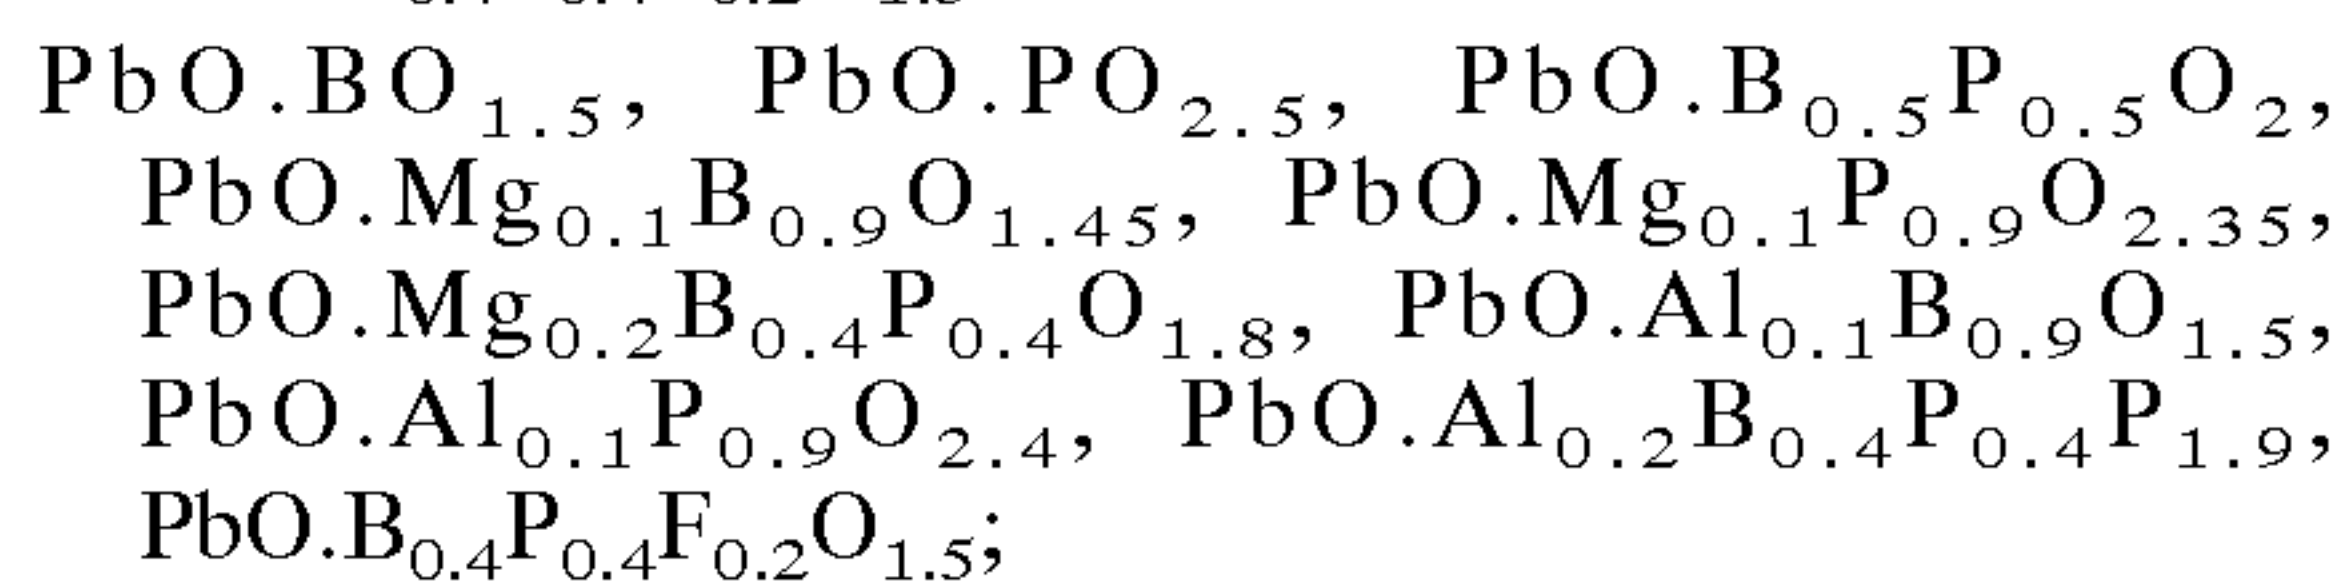 PbO.BO1.5, PbO.PO2.5, PbO.B0.5P0.5O2,
PbO.Mg0.1B0.9O1.45, PbO.Mg0.1P0.9O2.35,
PbO.Mg0.2B0.4P0.4O1.8, PbO.Al0.1B0.9O1.5,
PbO.Al0.1P0.9O2.4, PbO.Al0.2B0.4P0.4P1.9,
PbO.B0.4P0.4F0.2O1.5;